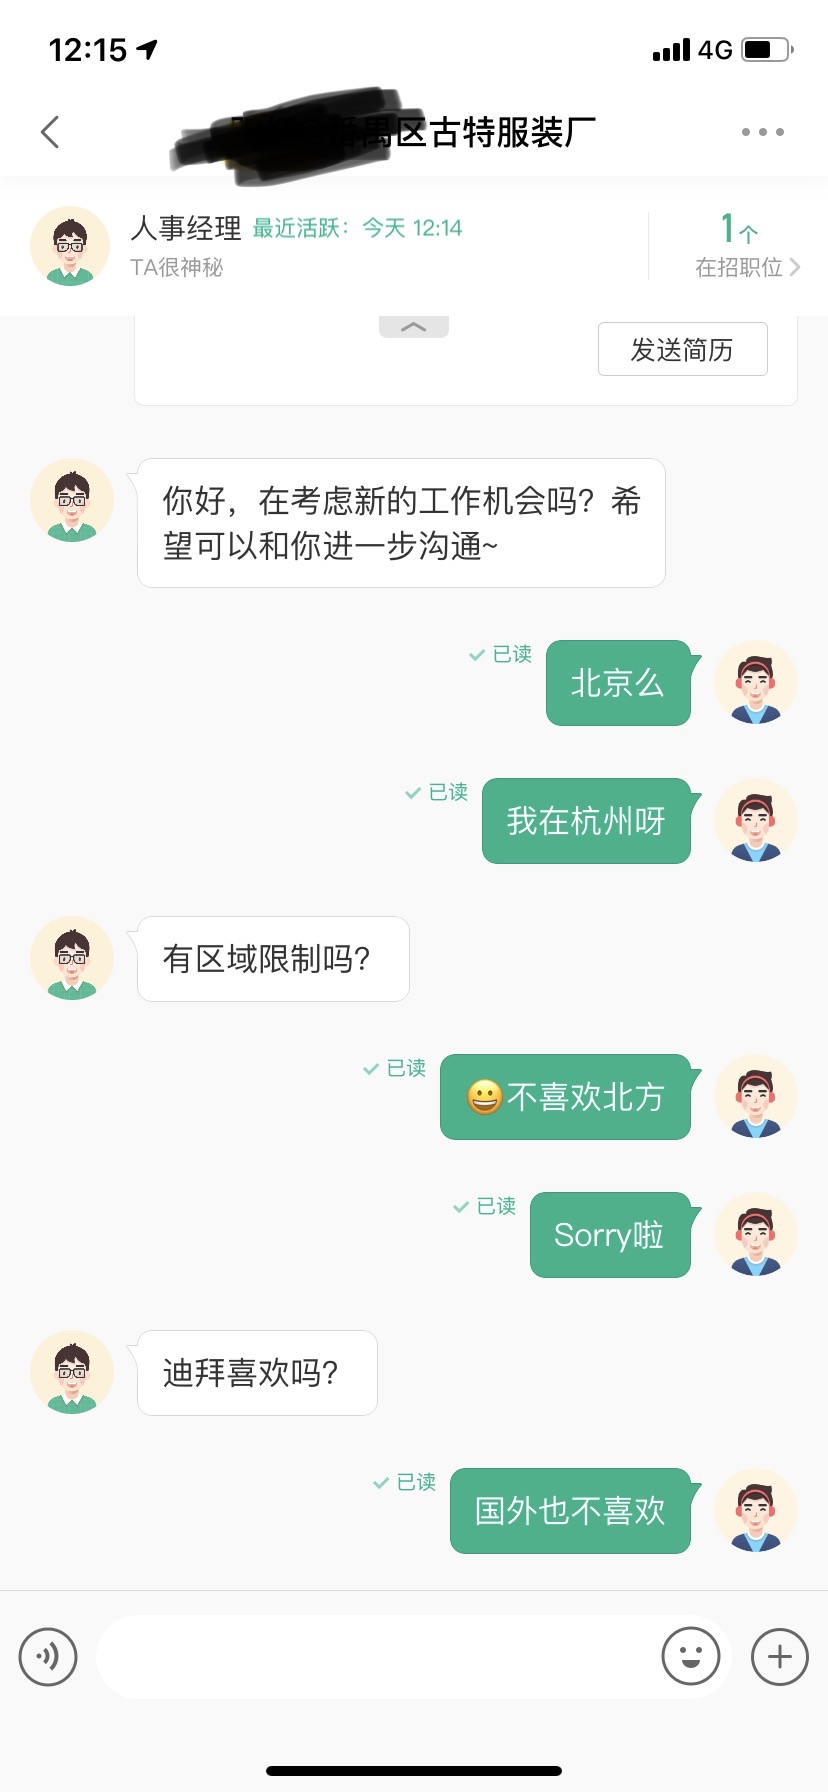 12:15
4G
番禺区古特服装厂
人事经理 最近活跃：今天 12:14
TA很神秘
1个
在招职位
发送简历
你好，在考虑新的工作机会吗？希
望可以和你进一步沟通~
已读
北京么
已读
我在杭州呀
有区域限制吗？
已读
😀不喜欢北方
已读
Sorry啦
迪拜喜欢吗？
已读
国外也不喜欢